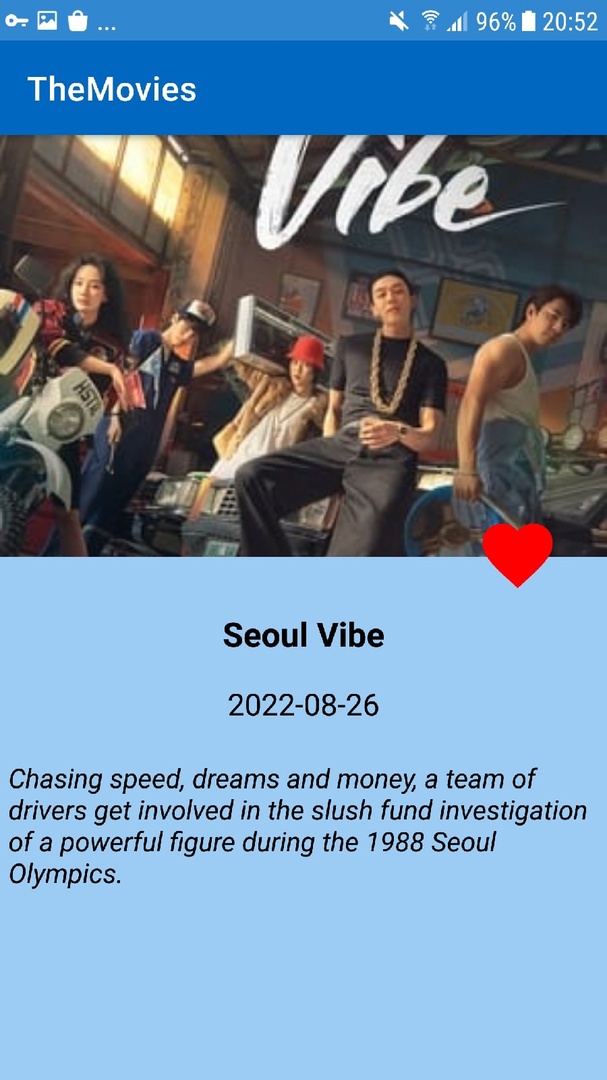 ... 96% 20:52
TheMovies
Vibe
HSTR
Seoul Vibe
2022-08-26
Chasing speed, dreams and money, a team of
drivers get involved in the slush fund investigation
of a powerful figure during the 1988 Seoul
Olympics.